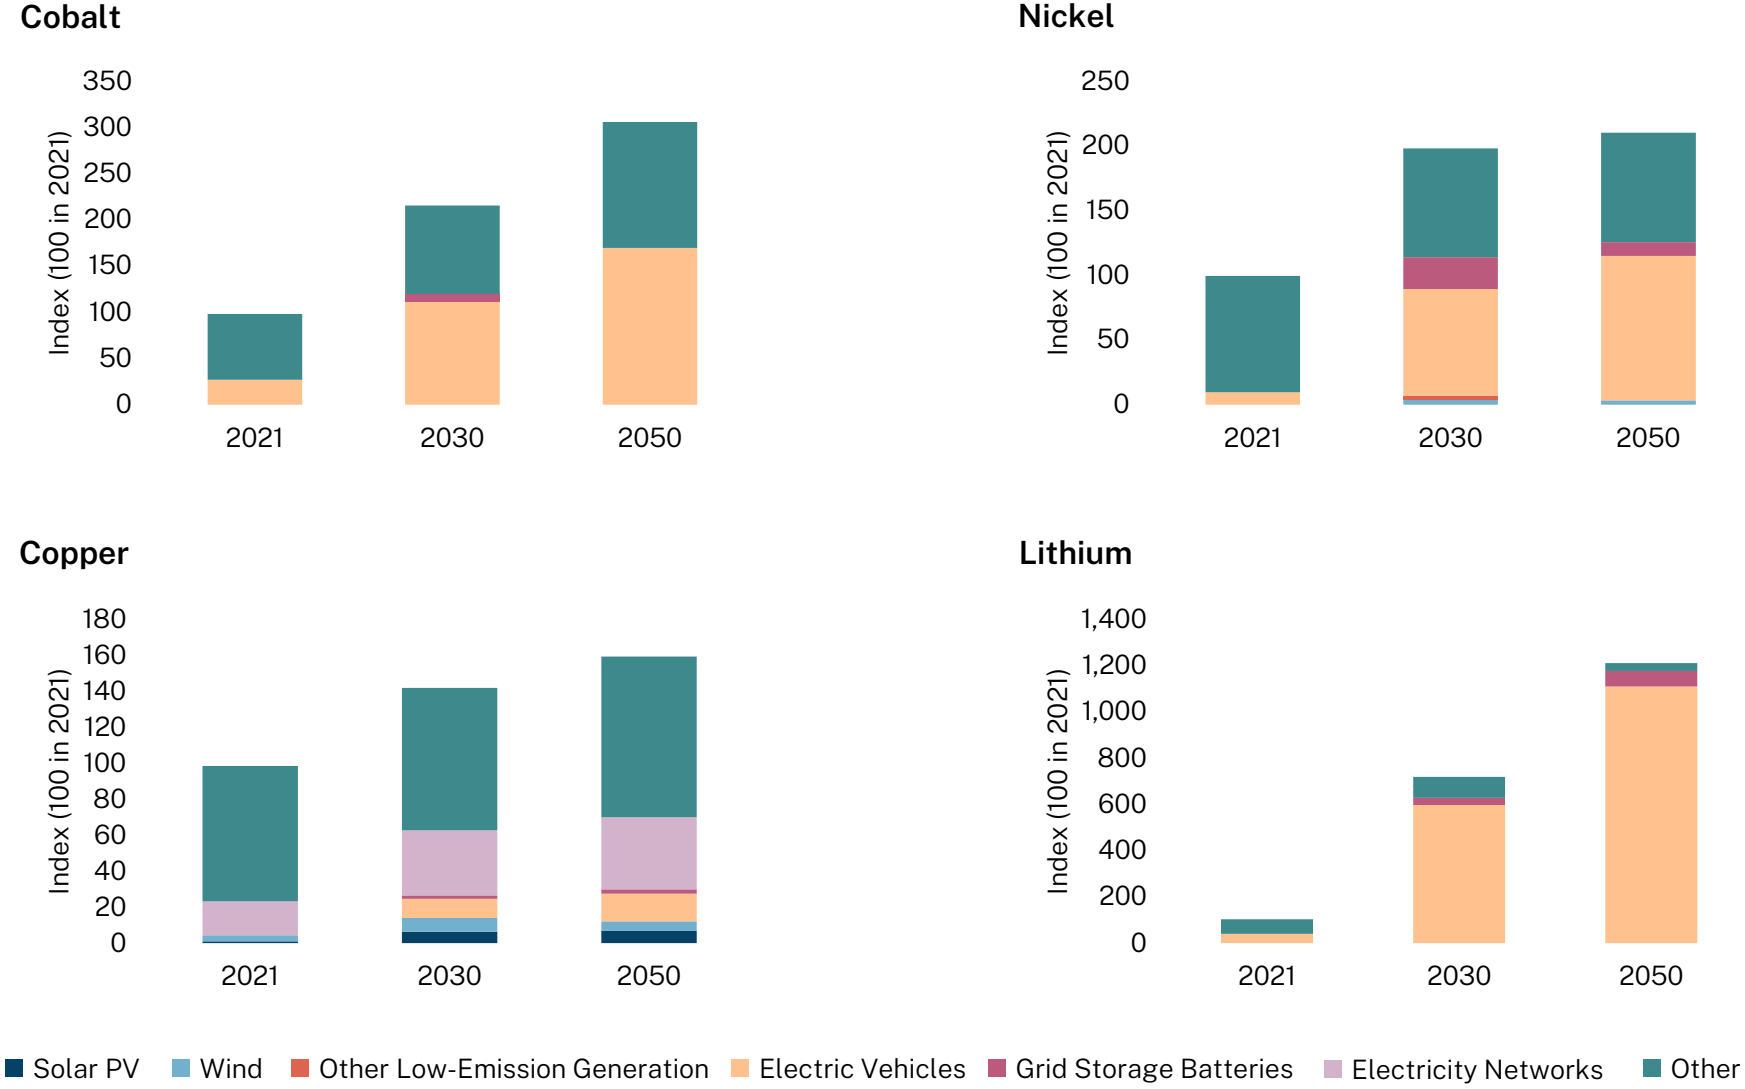 Cobalt
350
300
250
200
150
100
50
0
Index (100 in 2021)
2021 2030 2050
Nickel
250
200
150
100
50
0
Index (100 in 2021)
2021 2030 2050
Copper
180
160
140
120
100
80
60
40
20
0
Index (100 in 2021)
2021 2030 2050
Lithium
1,400
1,200
1,000
800
600
400
200
0
Index (100 in 2021)
2021 2030 2050
Solar PV Wind Other Low-Emission Generation Electric Vehicles Grid Storage Batteries Electricity Networks Other